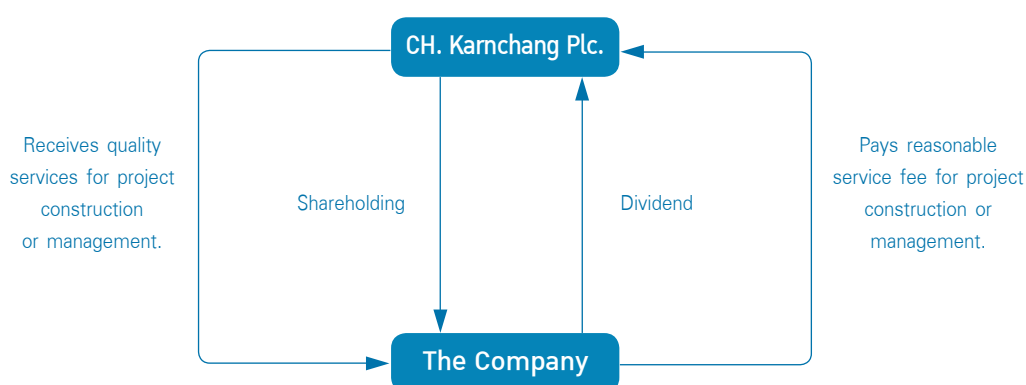 CH. Karnchang Plc.
Receives quality
services for project
construction
or management.
Shareholding
Dividend
Pays reasonable
service fee for project
construction or
management.
The Company